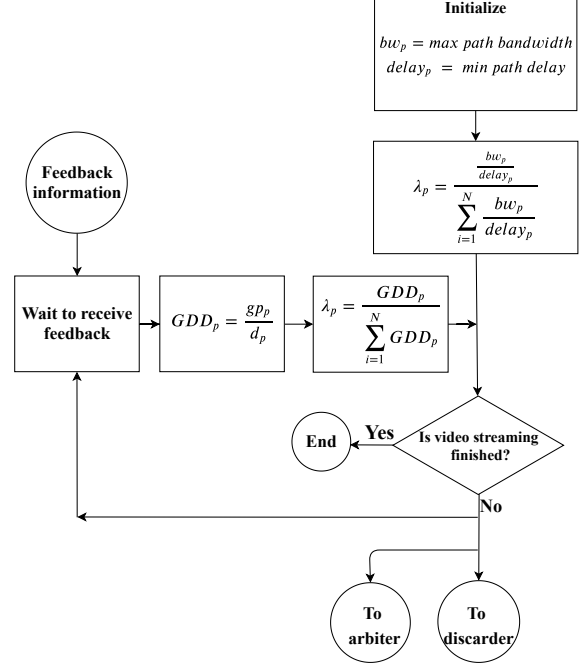 Initialize
bw_p = max path bandwidth
delay_p = min path delay
λ_p = (bw_p / delay_p) / (∑_{i=1}^{N} bw_p / delay_p)
Feedback
information
Wait to receive
feedback
GDD_p = gp_p / d_p
λ_p = GDD_p / ∑_{i=1}^{N} GDD_p
Is video streaming
finished?
Yes
End
No
To
arbiter
To
discarder